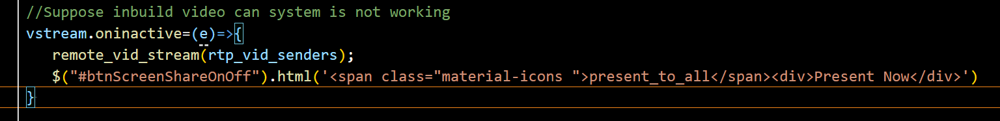 //Suppose inbuild video can system is not working
vstream.oninactive=(e)=>{
remote_vid_stream(rtp_vid_senders);
$("#btnScreenShareOnOff").html('<span class="material-icons ">present_to_all</span><div>Present Now</div>')
}